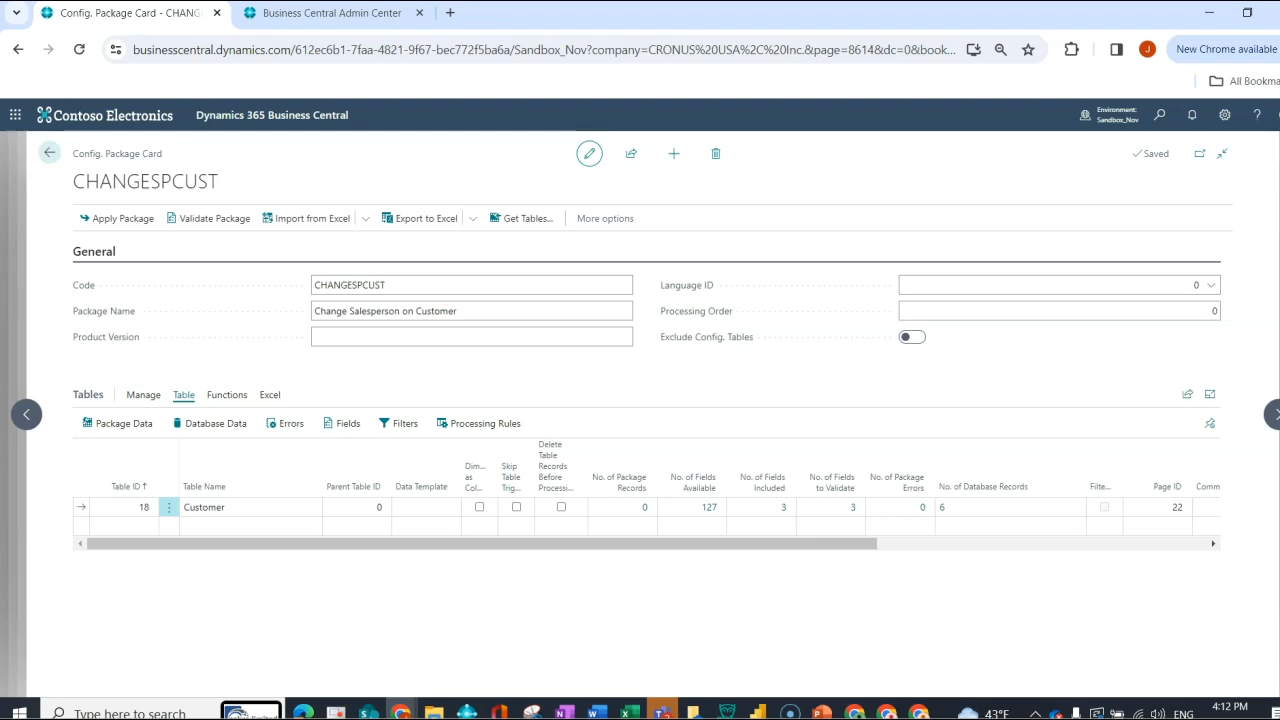 Config. Package Card - CHANG
Business Central Admin Center
businesscentral.dynamics.com/612ec6b1-7faa-4821-9f67-bec772f5ba6a/Sandbox_Nov?company=CRONUS%20USA%2C%20Inc.&page=8614&dc=0&book...
J
New Chrome available
All Bookma
Contoso Electronics
Dynamics 365 Business Central
Environment:
Sandbox_Nov
?
Config. Package Card
Saved
CHANGESPCUST
Apply Package
Validate Package
Import from Excel
Export to Excel
Get Tables...
More options
General
Code
CHANGESPCUST
Language ID
0
Package Name
Change Salesperson on Customer
Processing Order
0
Product Version
Exclude Config. Tables
Tables
Manage
Table
Functions
Excel
Package Data
Database Data
Errors
Fields
Filters
Processing Rules
Table ID ↑
Table Name
Parent Table ID
Data Template
Dim...
as
Col...
Skip
Table
Trig...
Delete
Table
Records
Before
Processi...
No. of Package
Records
No. of Fields
Available
No. of Fields
Included
No. of Fields
to Validate
No. of Package
Errors
No. of Database Records
Filte...
Page ID
Comm
18
Customer
0
0
127
3
3
0
6
22
Type here to search
43°F
ENG
4:12 PM